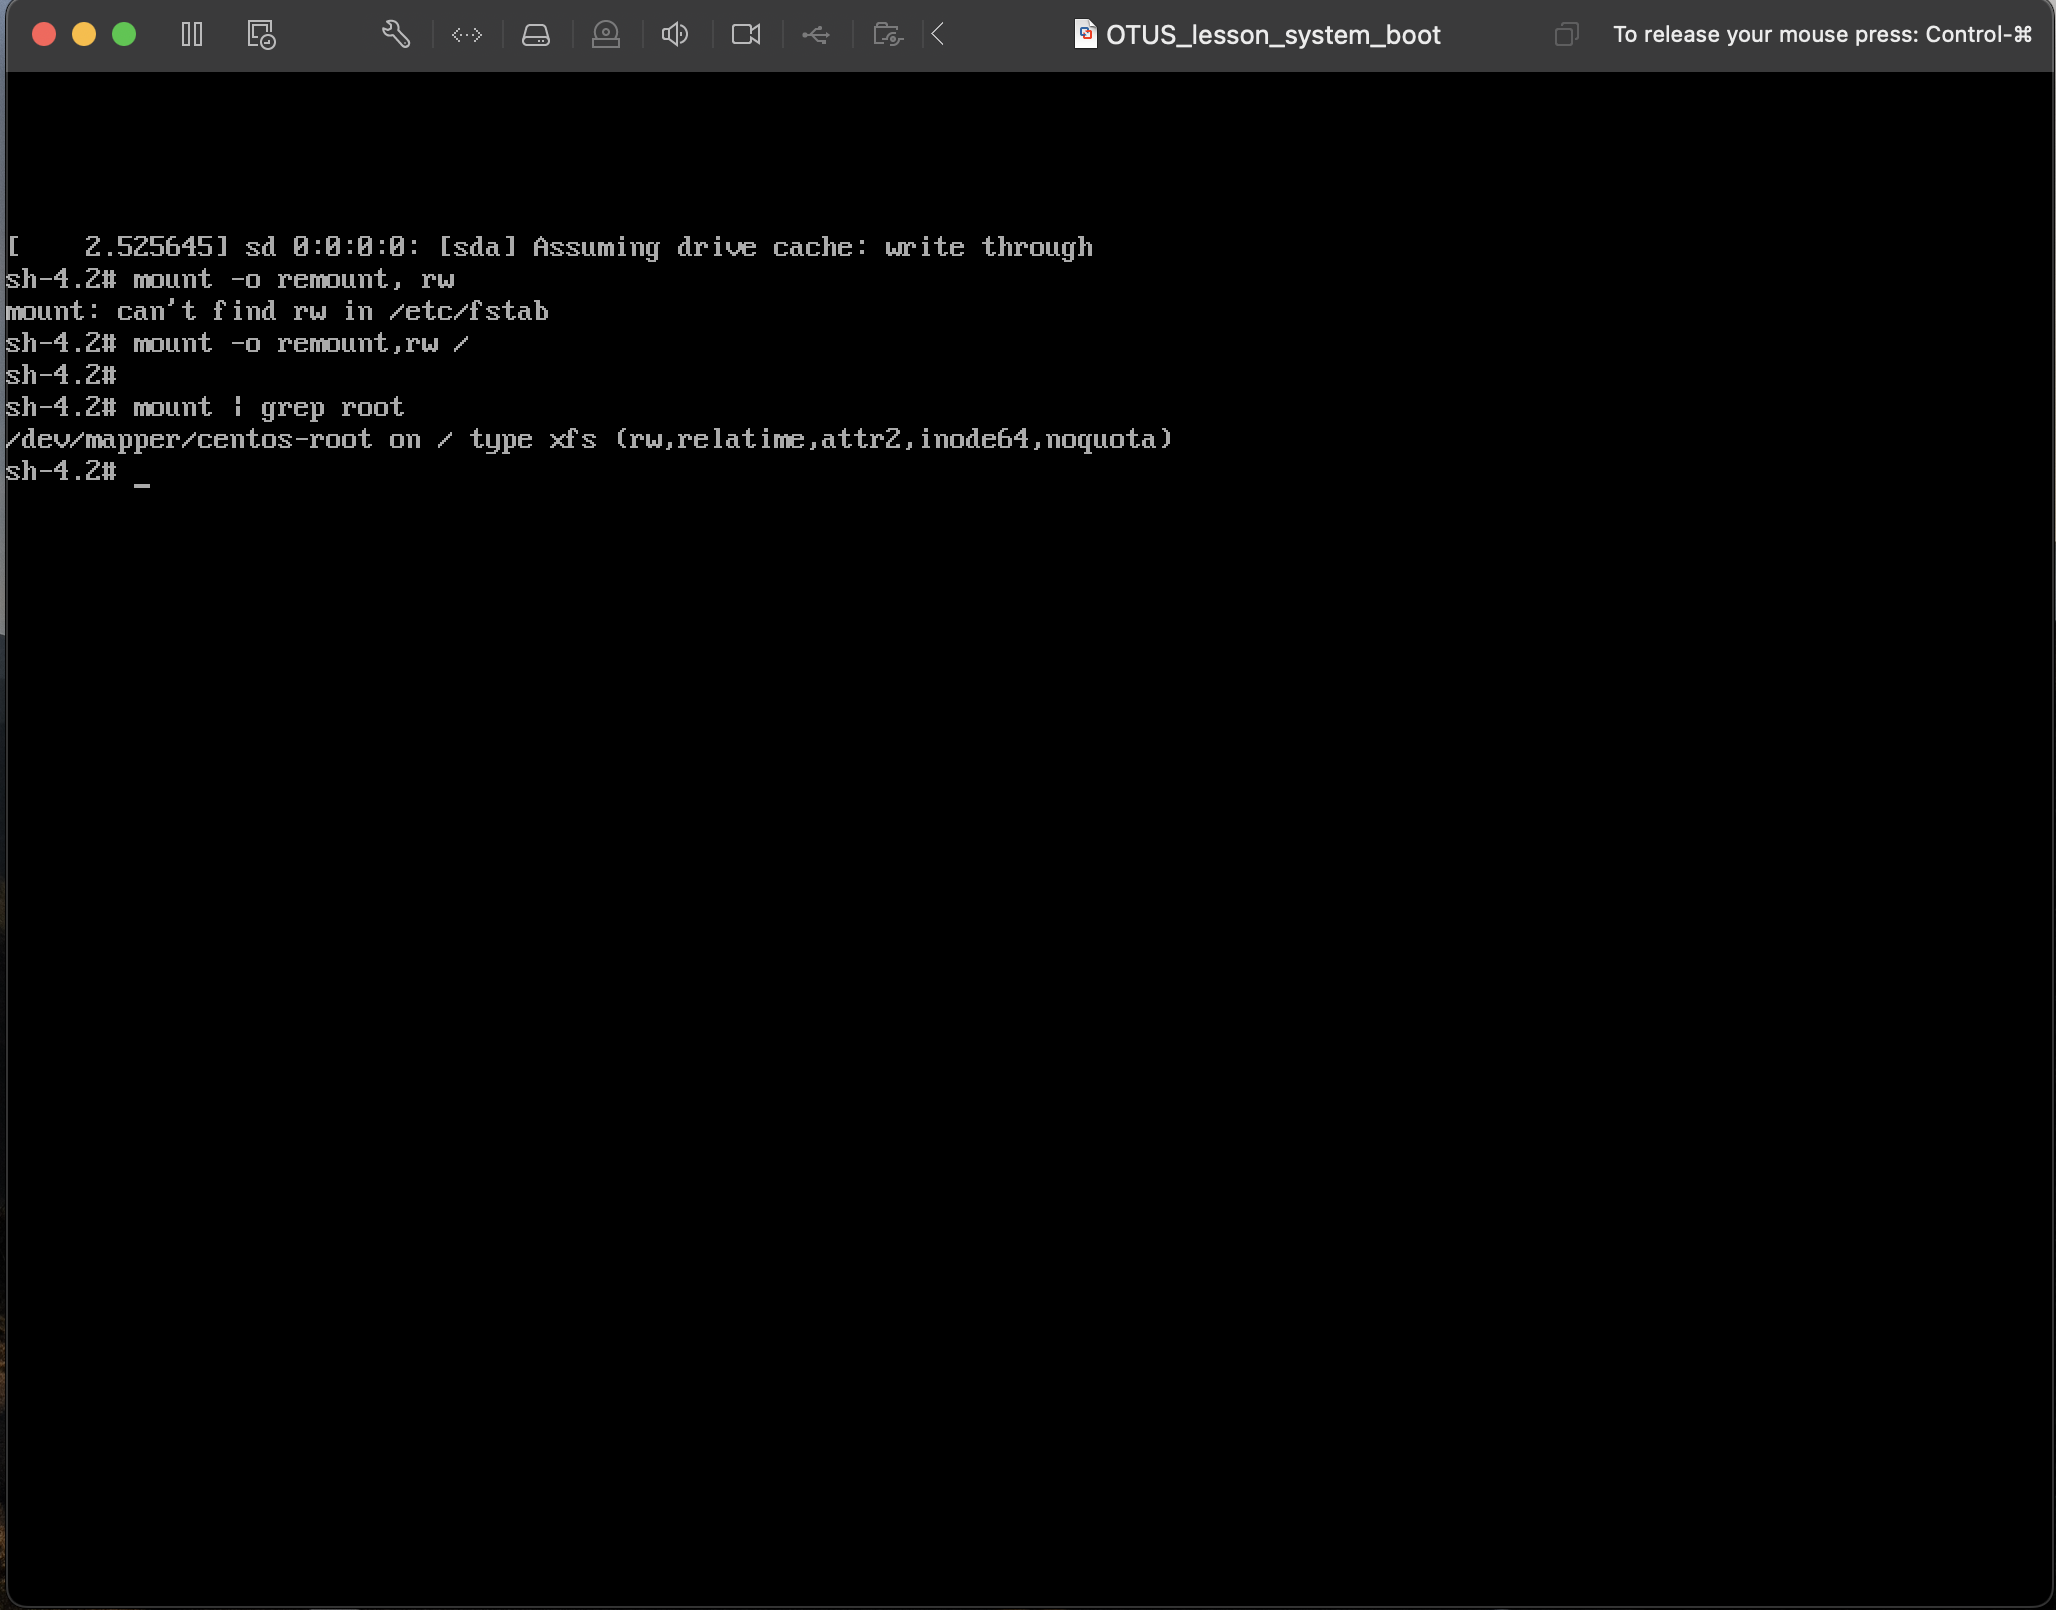 OTUS_lesson_system_boot
To release your mouse press: Control-⌘
[    2.525645] sd 0:0:0:0: [sda] Assuming drive cache: write through
sh-4.2# mount -o remount, rw
mount: can't find rw in /etc/fstab
sh-4.2# mount -o remount,rw /
sh-4.2#
sh-4.2# mount | grep root
/dev/mapper/centos-root on / type xfs (rw,relatime,attr2,inode64,noquota)
sh-4.2# _